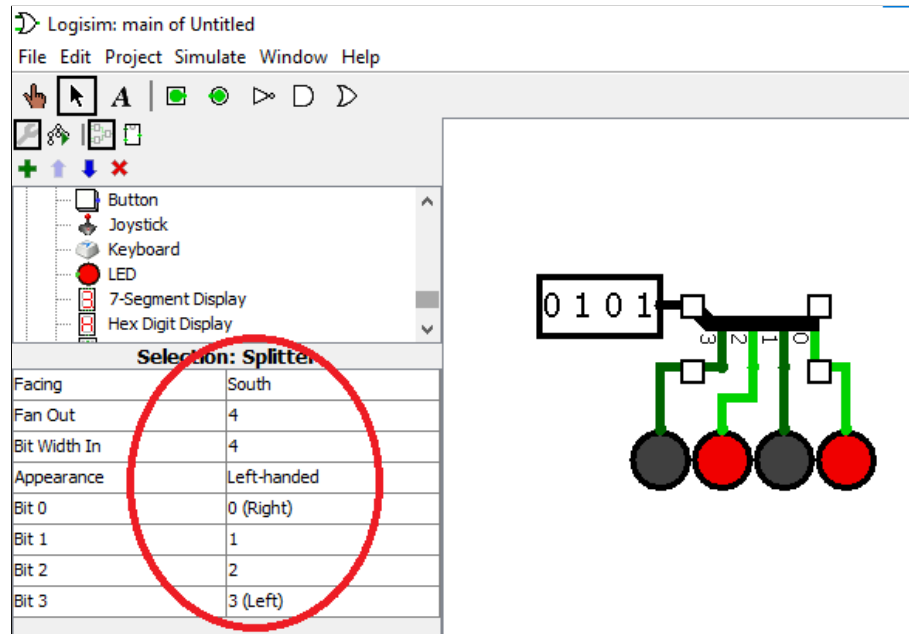 Logisim: main of Untitled
File Edit Project Simulate Window Help
A
Button
Joystick
Keyboard
LED
7-Segment Display
Hex Digit Display
Selection: Splitter
Facing South
Fan Out 4
Bit Width In 4
Appearance Left-handed
Bit 0 0 (Right)
Bit 1 1
Bit 2 2
Bit 3 3 (Left)
0 1 0 1
3 2 1 0